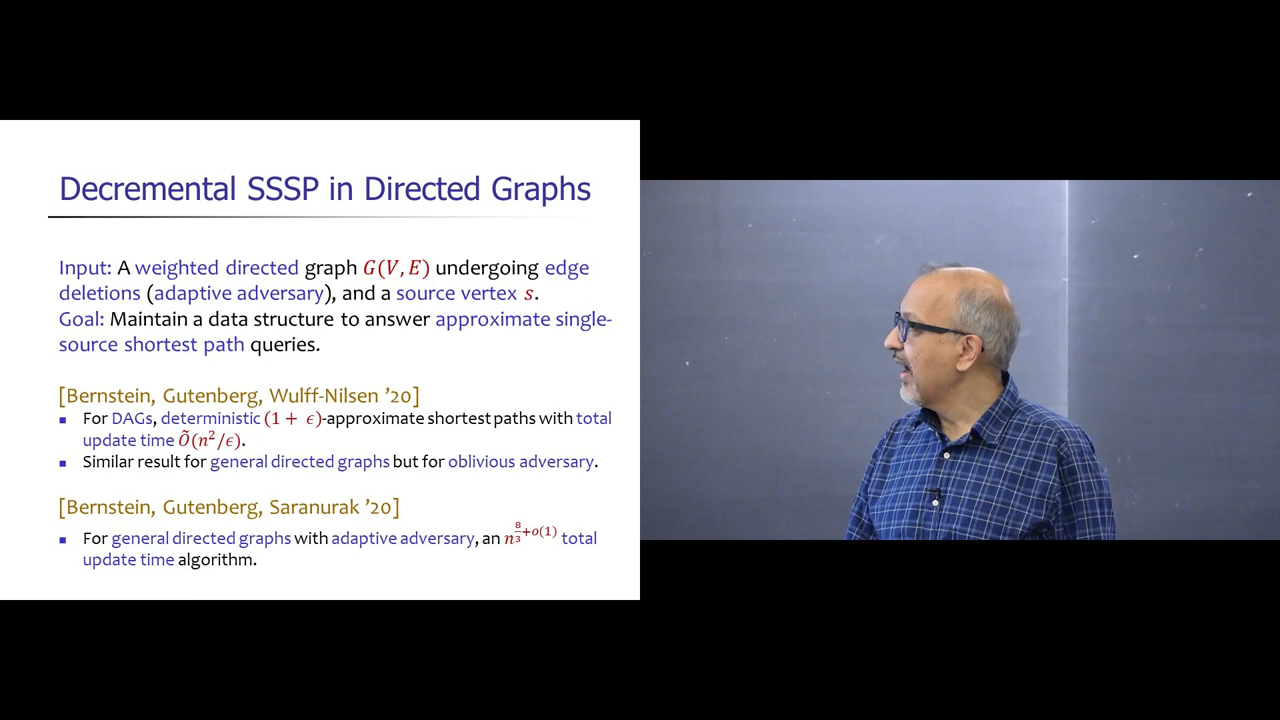 Decremental SSSP in Directed Graphs
Input: A weighted directed graph G(V, E) undergoing edge
deletions (adaptive adversary), and a source vertex s.
Goal: Maintain a data structure to answer approximate single-
source shortest path queries.
[Bernstein, Gutenberg, Wulff-Nilsen ’20]
▪ For DAGs, deterministic (1 + ϵ)-approximate shortest paths with total
update time Õ(n²/ϵ).
▪ Similar result for general directed graphs but for oblivious adversary.
[Bernstein, Gutenberg, Saranurak ’20]
▪ For general directed graphs with adaptive adversary, an n^{8/3+o(1)} total
update time algorithm.